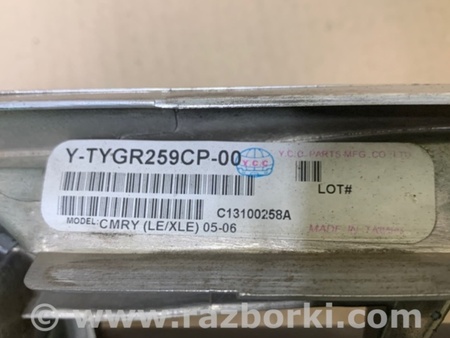 Y-TYGR259CP-00
YCC
Y.C.C. PARTS MFG. CO.
LOT#
C13100258A
MODEL: CMRY (LE/XLE) 05-06
MADE IN TAIWAN
© www.razborki.com